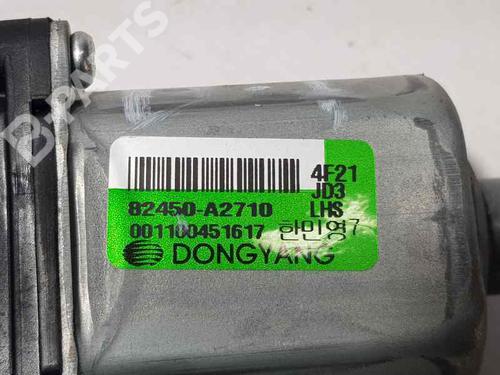 B-PARTS
4F21
JD3
82450-A2710 LHS
001100451617 한민영7
DONGYANG